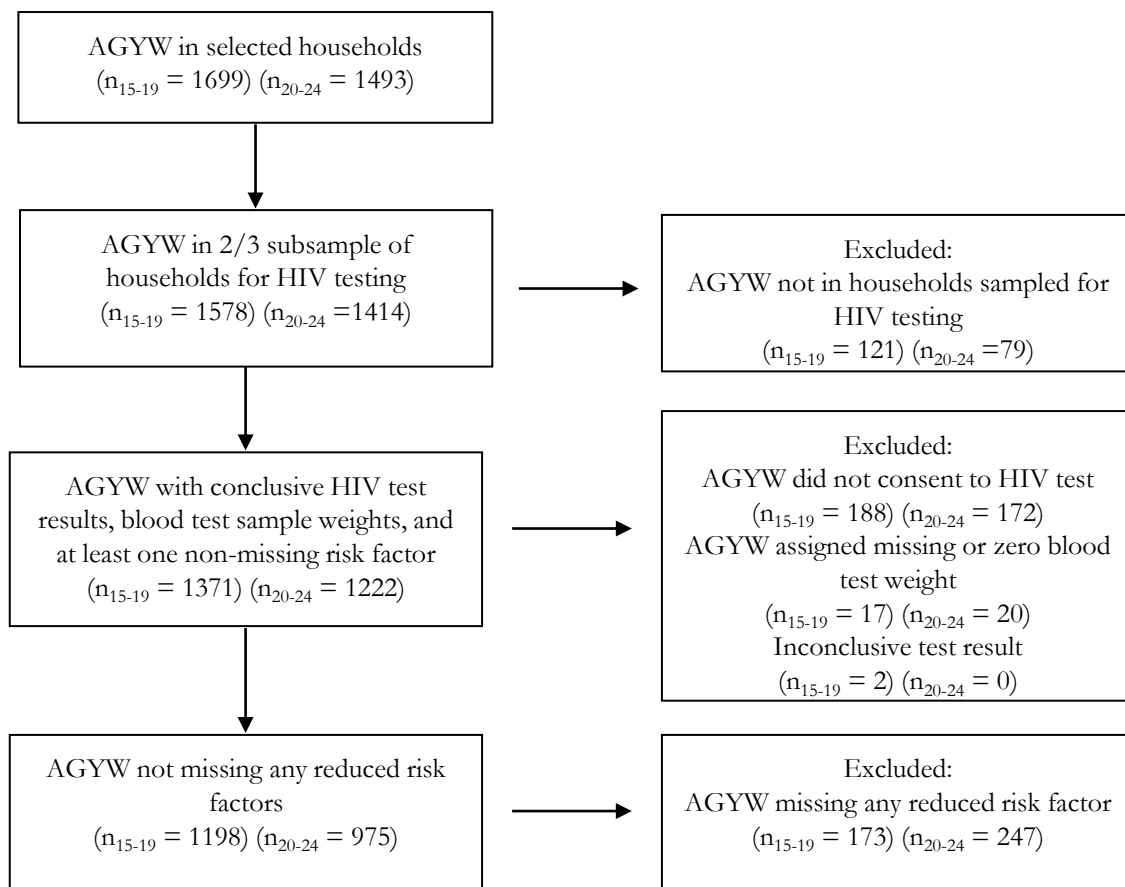 AGYW in selected households
(n15-19 = 1699) (n20-24 = 1493)
AGYW in 2/3 subsample of
households for HIV testing
(n15-19 = 1578) (n20-24 =1414)
Excluded:
AGYW not in households sampled for
HIV testing
(n15-19 = 121) (n20-24 =79)
AGYW with conclusive HIV test
results, blood test sample weights, and
at least one non-missing risk factor
(n15-19 = 1371) (n20-24 = 1222)
Excluded:
AGYW did not consent to HIV test
(n15-19 = 188) (n20-24 = 172)
AGYW assigned missing or zero blood
test weight
(n15-19 = 17) (n20-24 = 20)
Inconclusive test result
(n15-19 = 2) (n20-24 = 0)
AGYW not missing any reduced risk
factors
(n15-19 = 1198) (n20-24 = 975)
Excluded:
AGYW missing any reduced risk factor
(n15-19 = 173) (n20-24 = 247)